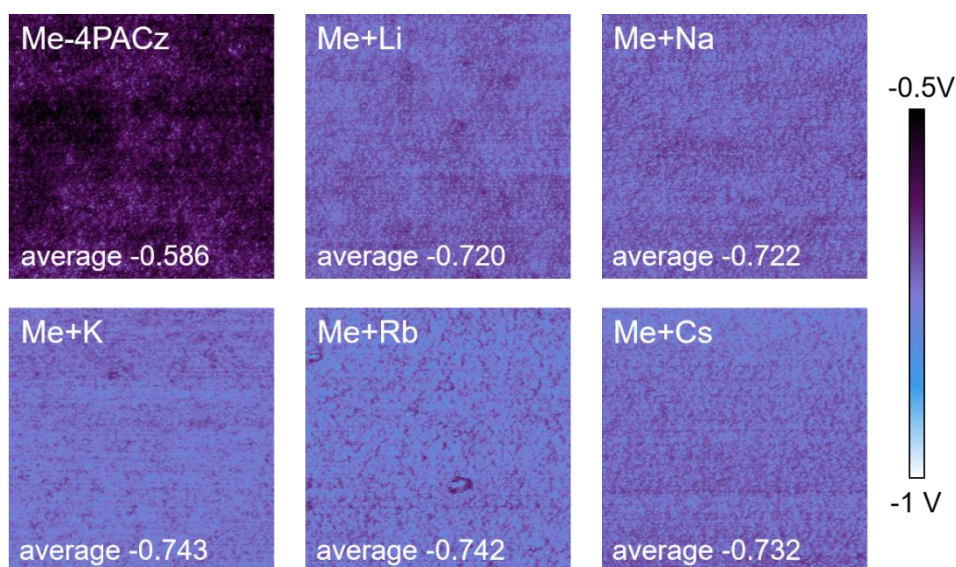 Me-4PACz
Me+Li
Me+Na
-0.5V
average -0.586
average -0.720
average -0.722
Me+K
Me+Rb
Me+Cs
-1 V
average -0.743
average -0.742
average -0.732